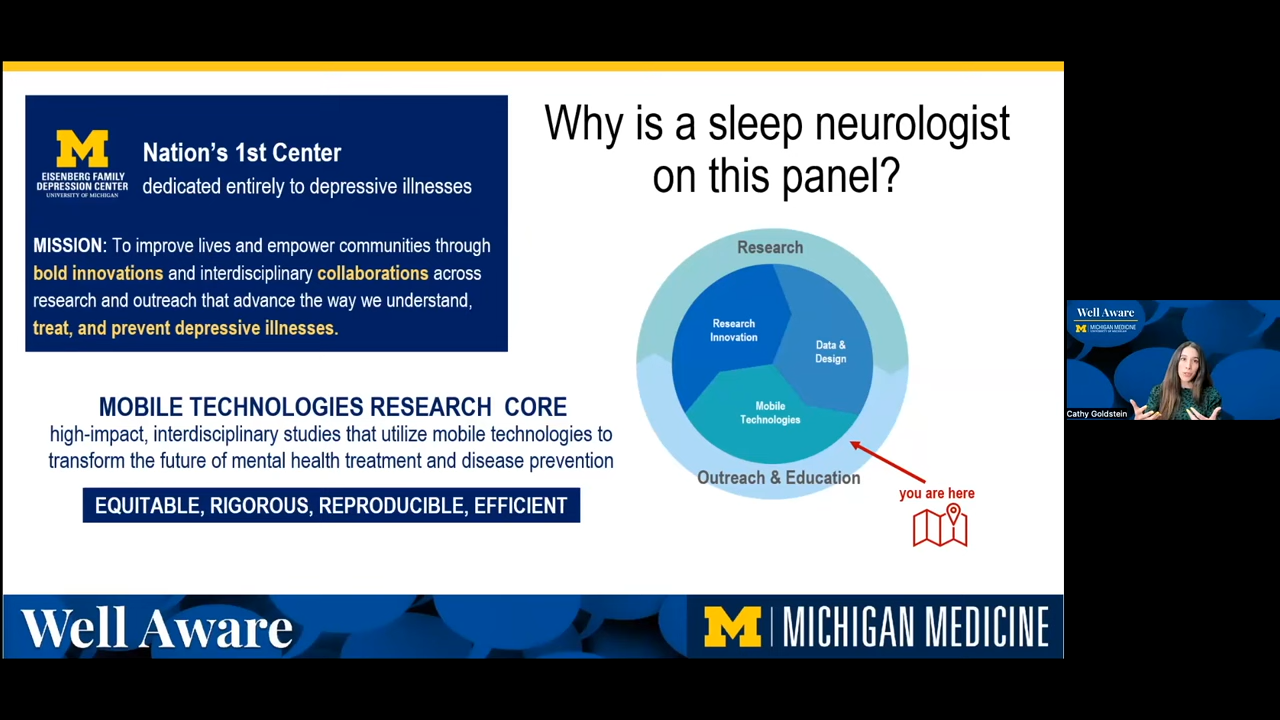 Why is a sleep neurologist
on this panel?
M
EISENBERG FAMILY
DEPRESSION CENTER
UNIVERSITY OF MICHIGAN
Nation's 1st Center
dedicated entirely to depressive illnesses
MISSION: To improve lives and empower communities through
bold innovations and interdisciplinary collaborations across
research and outreach that advance the way we understand,
treat, and prevent depressive illnesses.
MOBILE TECHNOLOGIES RESEARCH CORE
high-impact, interdisciplinary studies that utilize mobile technologies to
transform the future of mental health treatment and disease prevention
EQUITABLE, RIGOROUS, REPRODUCIBLE, EFFICIENT
Research
Research
Innovation
Data &
Design
Mobile
Technologies
Outreach & Education
you are here
Well Aware
M MICHIGAN MEDICINE
Well Aware
M MICHIGAN MEDICINE
UNIVERSITY OF MICHIGAN
Cathy Goldstein